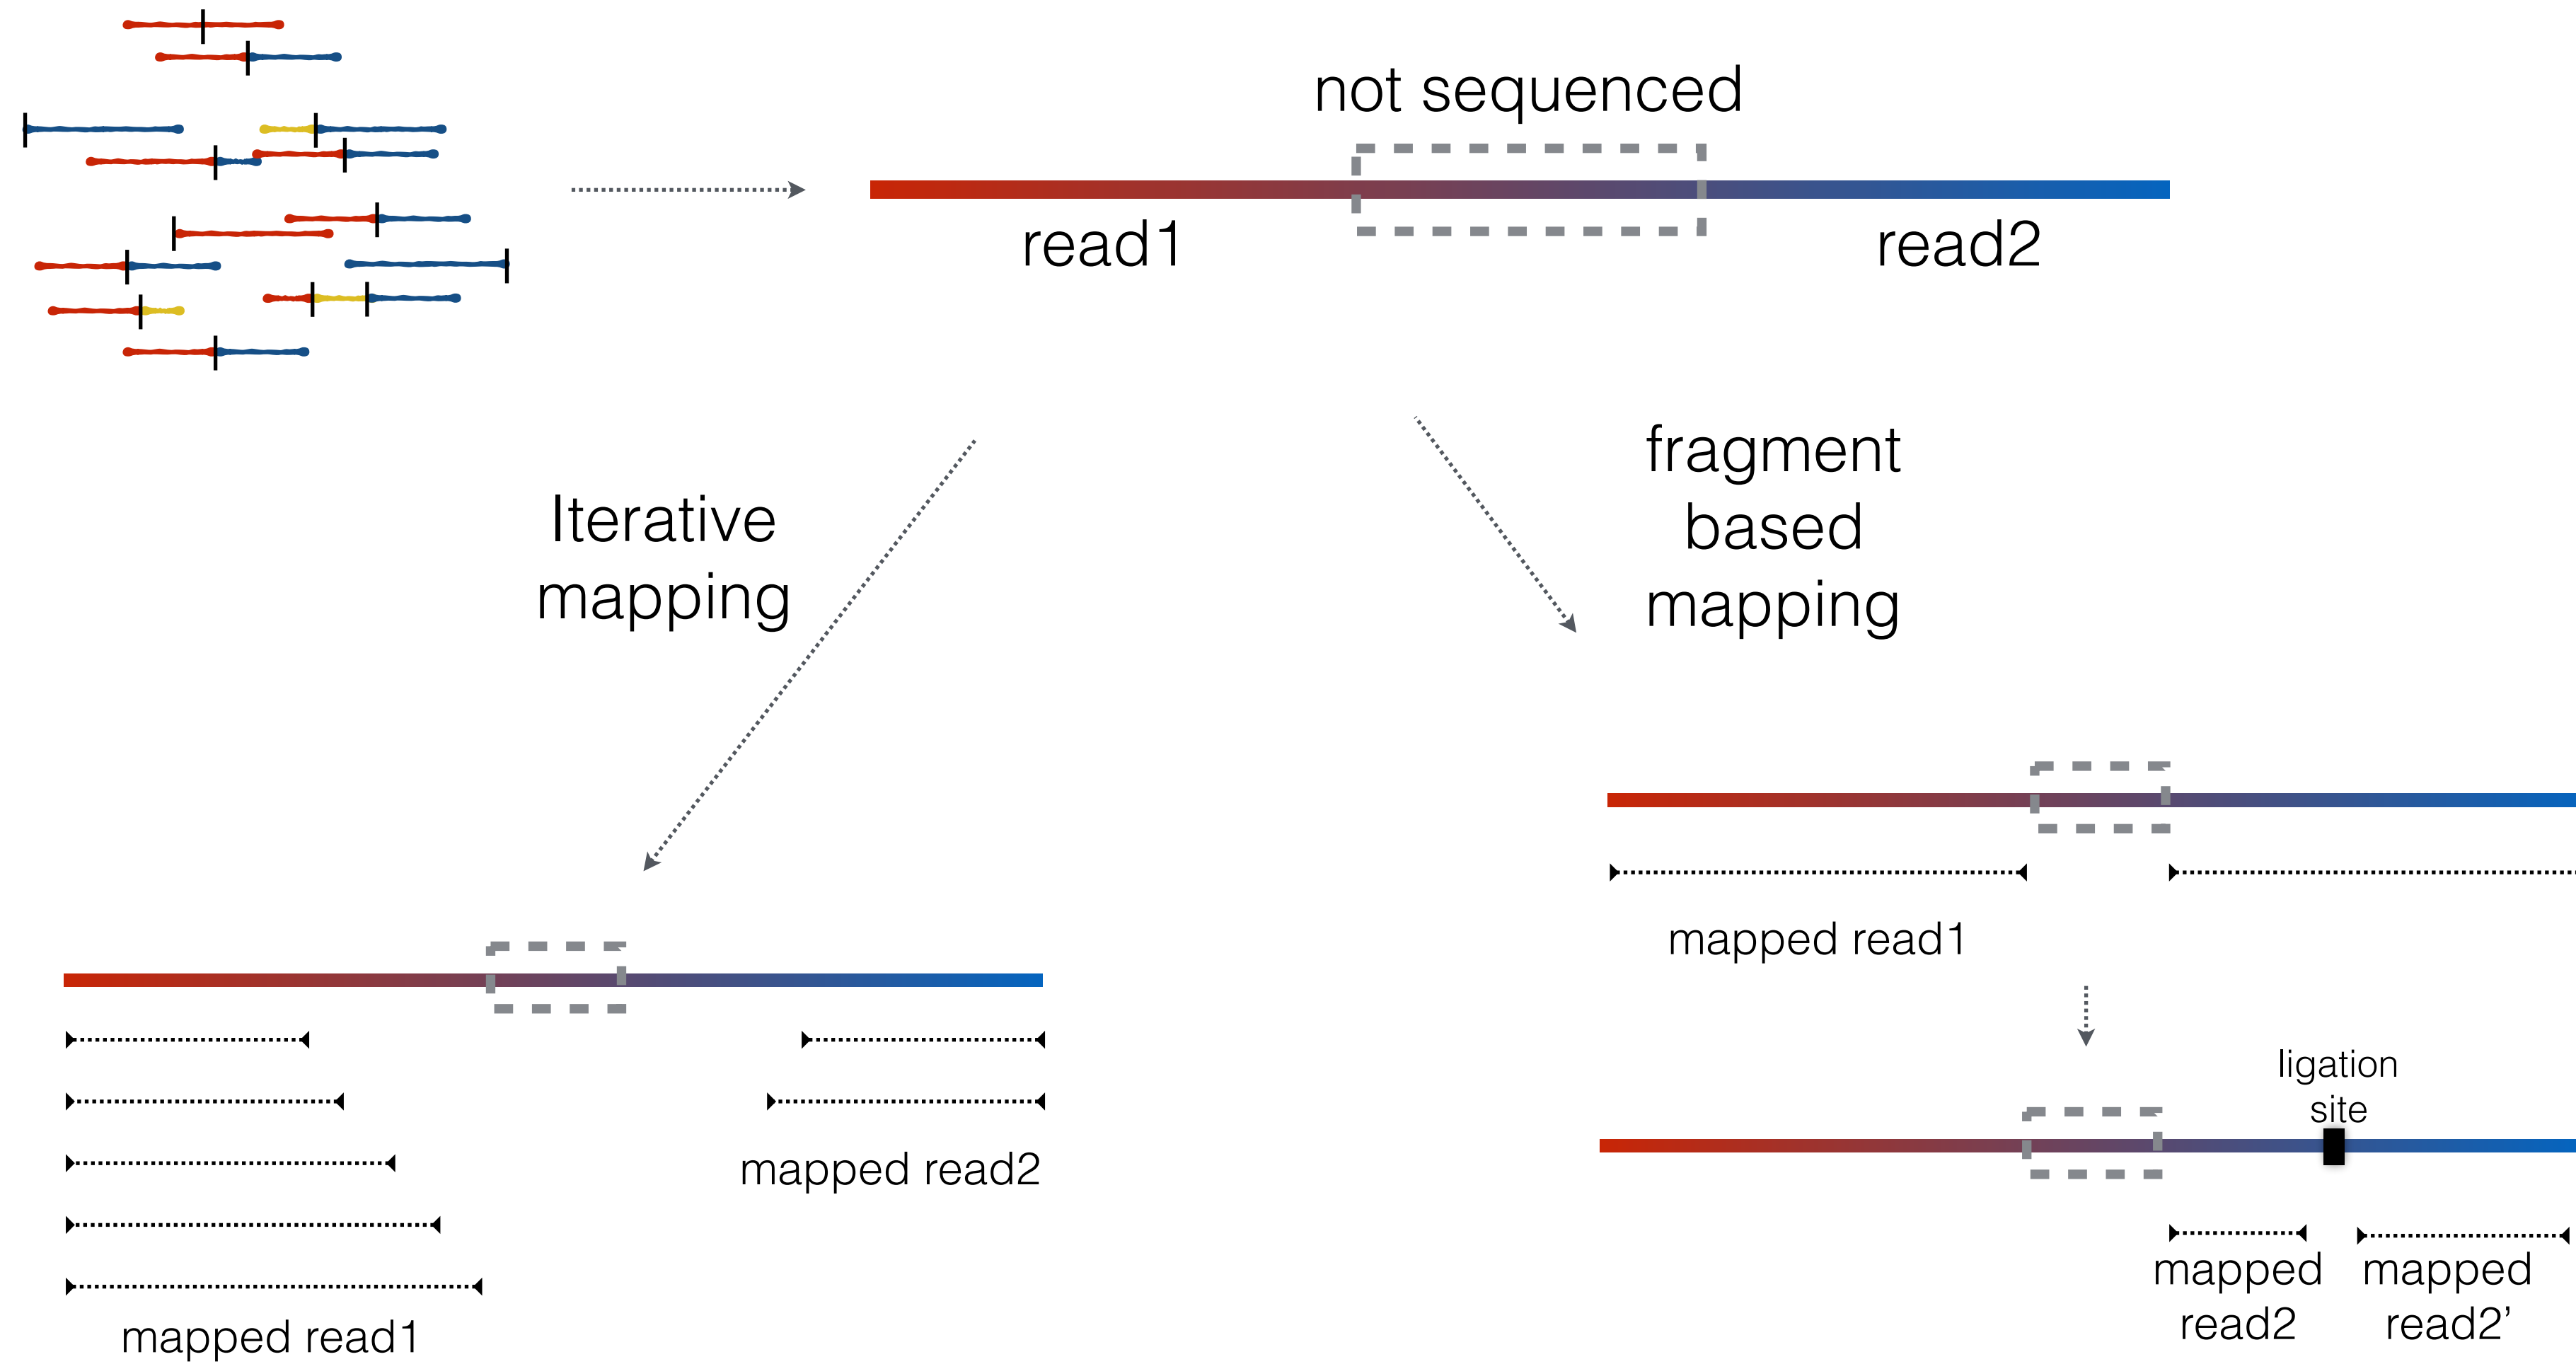 not sequenced
read1
read2
Iterative
mapping
fragment
based
mapping
mapped read1
ligation
site
mapped read2
mapped
read2
mapped
read2’
mapped read1